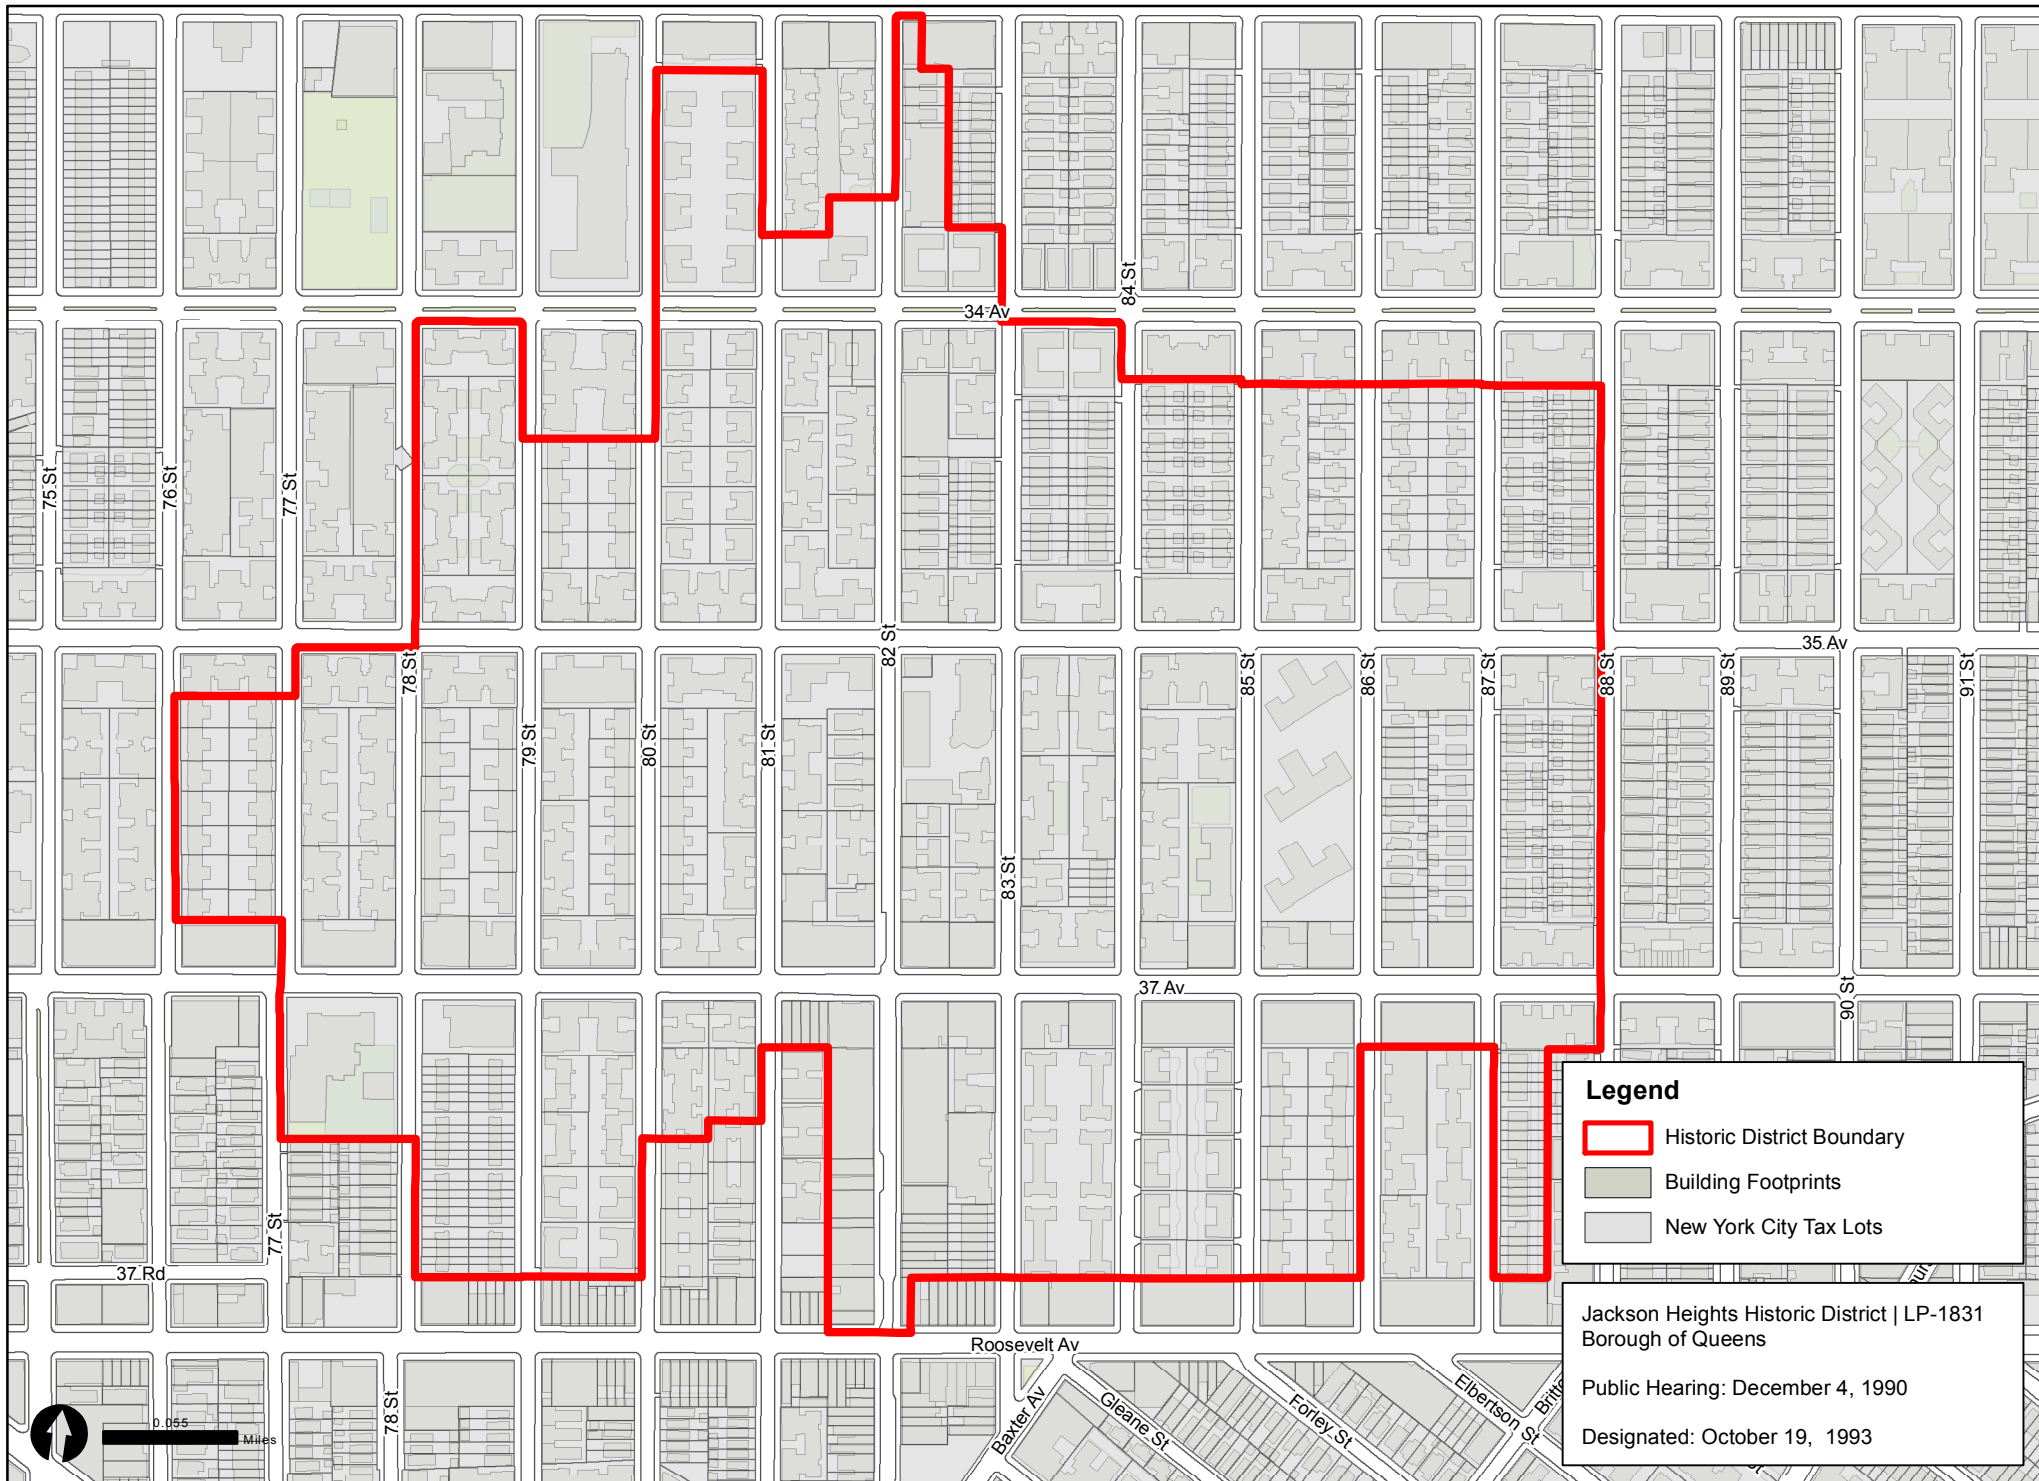 34 Av
84 St
75 St
76 St
77 St
78 St
79 St
80 St
81 St
82 St
83 St
85 St
86 St
87 St
88 St
35 Av
89 St
91 St
37 Av
90 St
77 St
37 Rd
Roosevelt Av
78 St
Baxter Av
Gleane St
Forley St
Elbertson St
0.055
Miles
Legend
Historic District Boundary
Building Footprints
New York City Tax Lots
Jackson Heights Historic District | LP-1831
Borough of Queens
Public Hearing: December 4, 1990
Designated: October 19, 1993